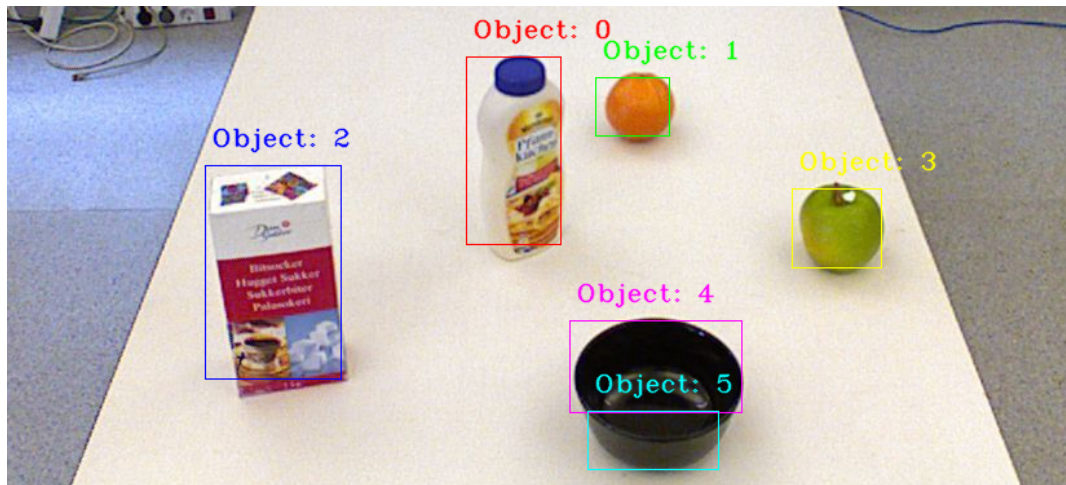 Object: 0
Object: 1
Object: 2
Object: 3
Object: 4
Object: 5
Bitsocker
Hugget Sukker
Sukkerbiter
Palasokeri